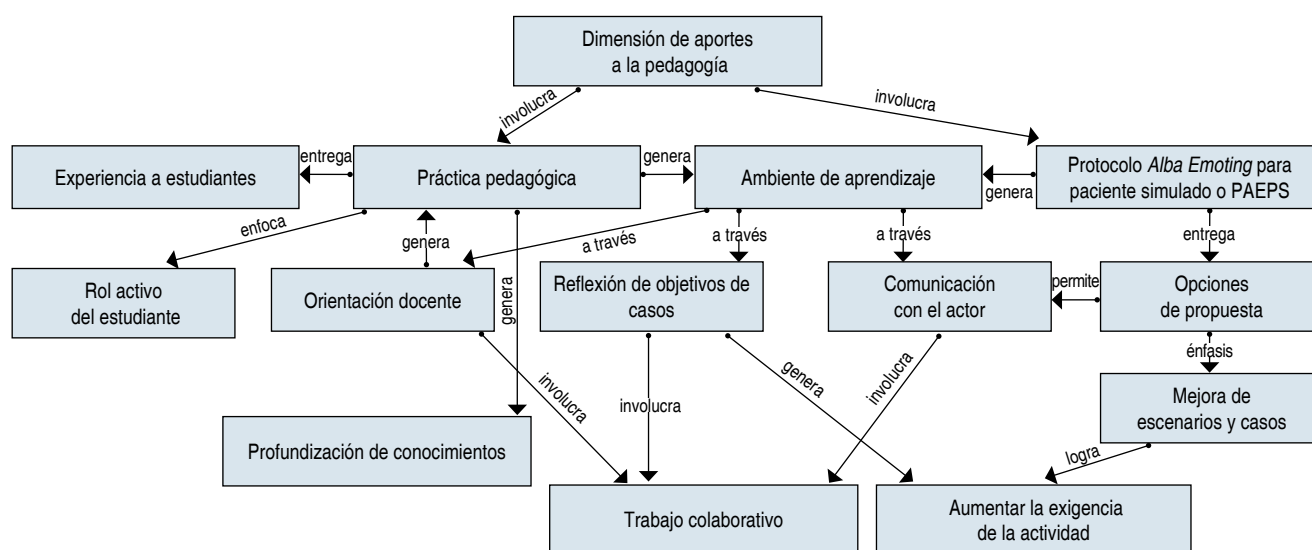 Dimensión de aportes
a la pedagogía
involucra
involucra
Experiencia a estudiantes
entrega
Práctica pedagógica
genera
Ambiente de aprendizaje
genera
Protocolo Alba Emoting para
paciente simulado o PAEPS
enfoca
genera
genera
a través
a través
a través
entrega
Rol activo
del estudiante
Orientación docente
Reflexión de objetivos de
casos
Comunicación
con el actor
permite
Opciones
de propuesta
énfasis
involucra
involucra
genera
involucra
Mejora de
escenarios y casos
Profundización de conocimientos
logra
Trabajo colaborativo
Aumentar la exigencia
de la actividad